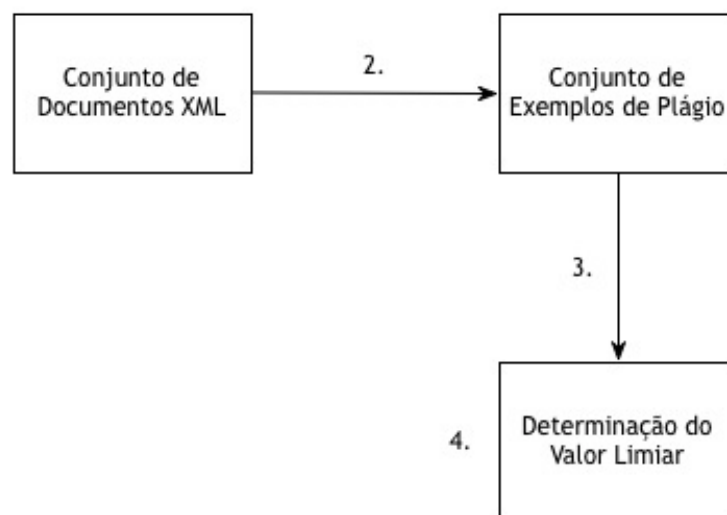 Conjunto de
Documentos XML
2.
Conjunto de
Exemplos de Plágio
3.
4.
Determinação do
Valor Limiar